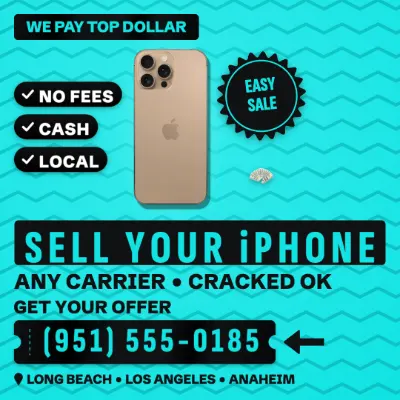 WE PAY TOP DOLLAR
EASY
SALE
✓ NO FEES
✓ CASH
✓ LOCAL
SELL YOUR iPHONE
ANY CARRIER • CRACKED OK
GET YOUR OFFER
(951) 555-0185
LONG BEACH • LOS ANGELES • ANAHEIM